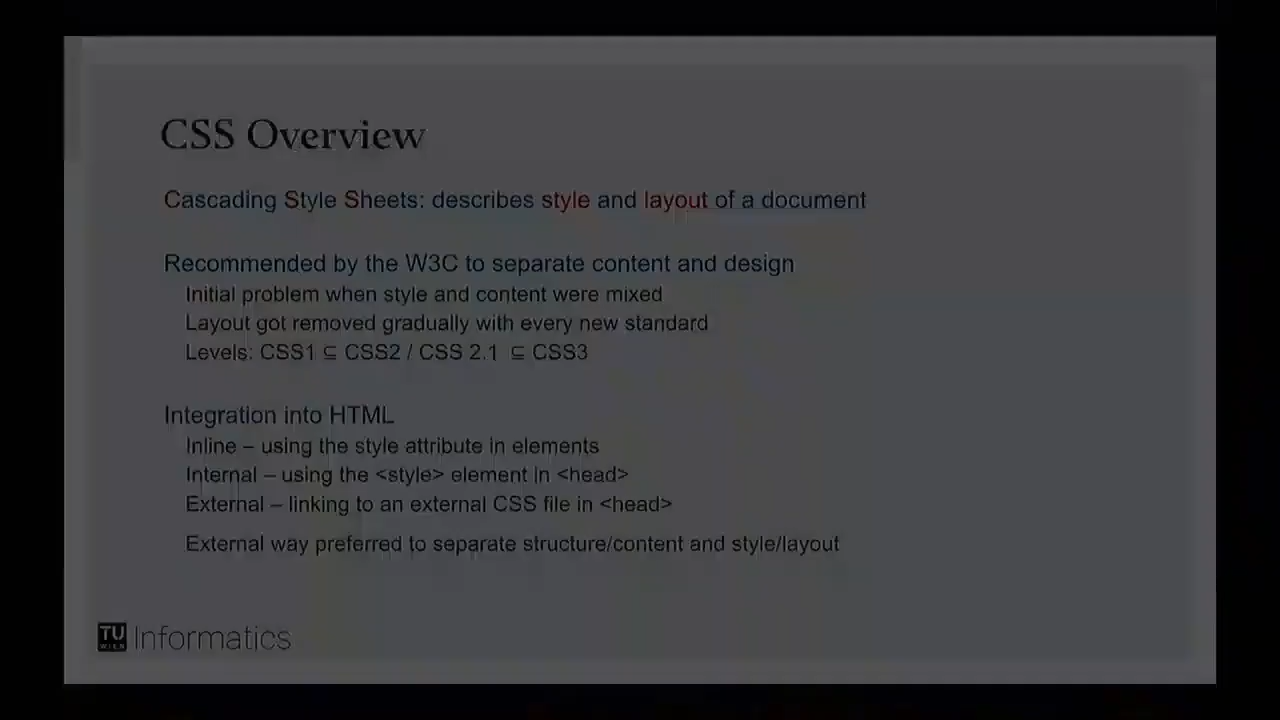 CSS Overview
Cascading Style Sheets: describes style and layout of a document
Recommended by the W3C to separate content and design
Initial problem when style and content were mixed
Layout got removed gradually with every new standard
Levels: CSS1 ⊆ CSS2 / CSS 2.1 ⊆ CSS3
Integration into HTML
Inline – using the style attribute in elements
Internal – using the <style> element in <head>
External – linking to an external CSS file in <head>
External way preferred to separate structure/content and style/layout
TU WIEN Informatics